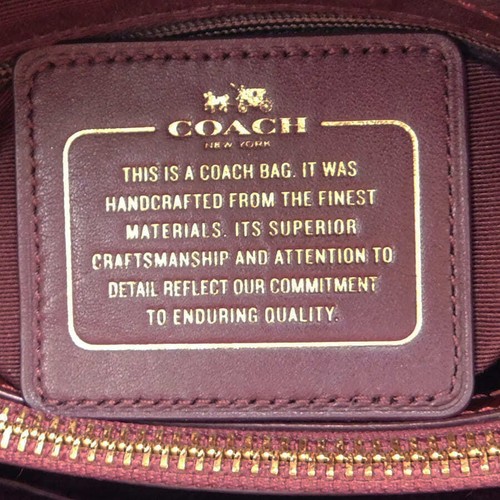 COACH
NEW YORK
THIS IS A COACH BAG. IT WAS
HANDCRAFTED FROM THE FINEST
MATERIALS. ITS SUPERIOR
CRAFTSMANSHIP AND ATTENTION TO
DETAIL REFLECT OUR COMMITMENT
TO ENDURING QUALITY.